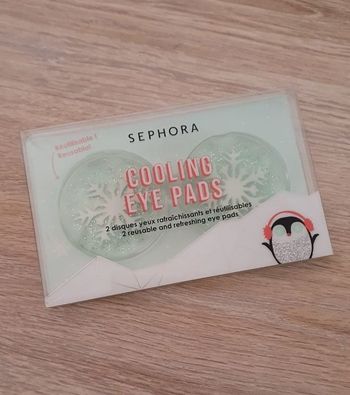 Réutilisable !
Reusable!
SEPHORA
COOLING
EYE PADS
2 disques yeux rafraîchissants et réutilisables
2 reusable and refreshing eye pads